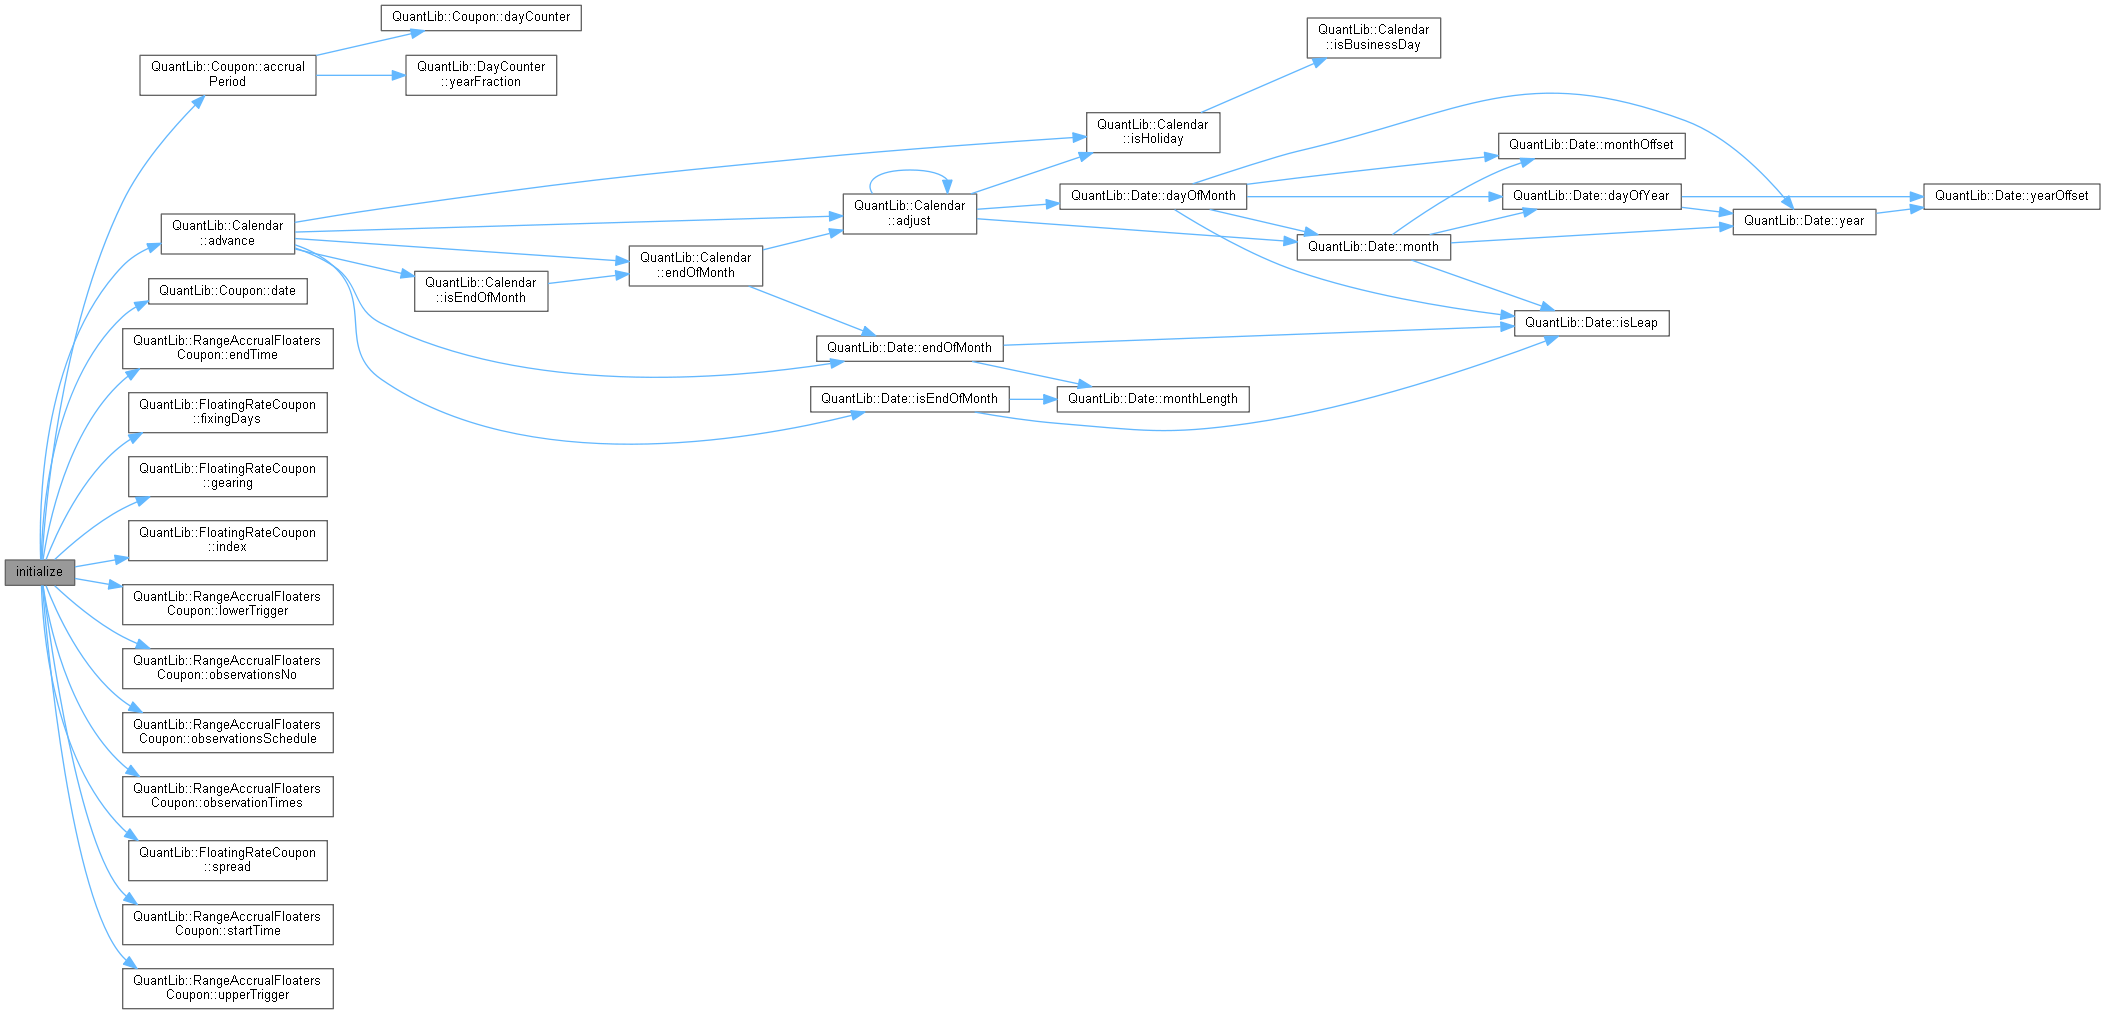 QuantLib::Coupon::dayCounter
QuantLib::Coupon::accrual
Period
QuantLib::DayCounter
::yearFraction
QuantLib::Calendar
::isBusinessDay
QuantLib::Calendar
::isHoliday
QuantLib::Date::monthOffset
QuantLib::Calendar
::advance
QuantLib::Calendar
::adjust
QuantLib::Date::dayOfMonth
QuantLib::Date::dayOfYear
QuantLib::Date::yearOffset
QuantLib::Date::year
QuantLib::Date::month
QuantLib::Calendar
::endOfMonth
QuantLib::Calendar
::isEndOfMonth
QuantLib::Coupon::date
QuantLib::Date::isLeap
QuantLib::RangeAccrualFloaters
Coupon::endTime
QuantLib::Date::endOfMonth
QuantLib::Date::isEndOfMonth
QuantLib::Date::monthLength
QuantLib::FloatingRateCoupon
::fixingDays
QuantLib::FloatingRateCoupon
::gearing
QuantLib::FloatingRateCoupon
::index
initialize
QuantLib::RangeAccrualFloaters
Coupon::lowerTrigger
QuantLib::RangeAccrualFloaters
Coupon::observationsNo
QuantLib::RangeAccrualFloaters
Coupon::observationsSchedule
QuantLib::RangeAccrualFloaters
Coupon::observationTimes
QuantLib::FloatingRateCoupon
::spread
QuantLib::RangeAccrualFloaters
Coupon::startTime
QuantLib::RangeAccrualFloaters
Coupon::upperTrigger